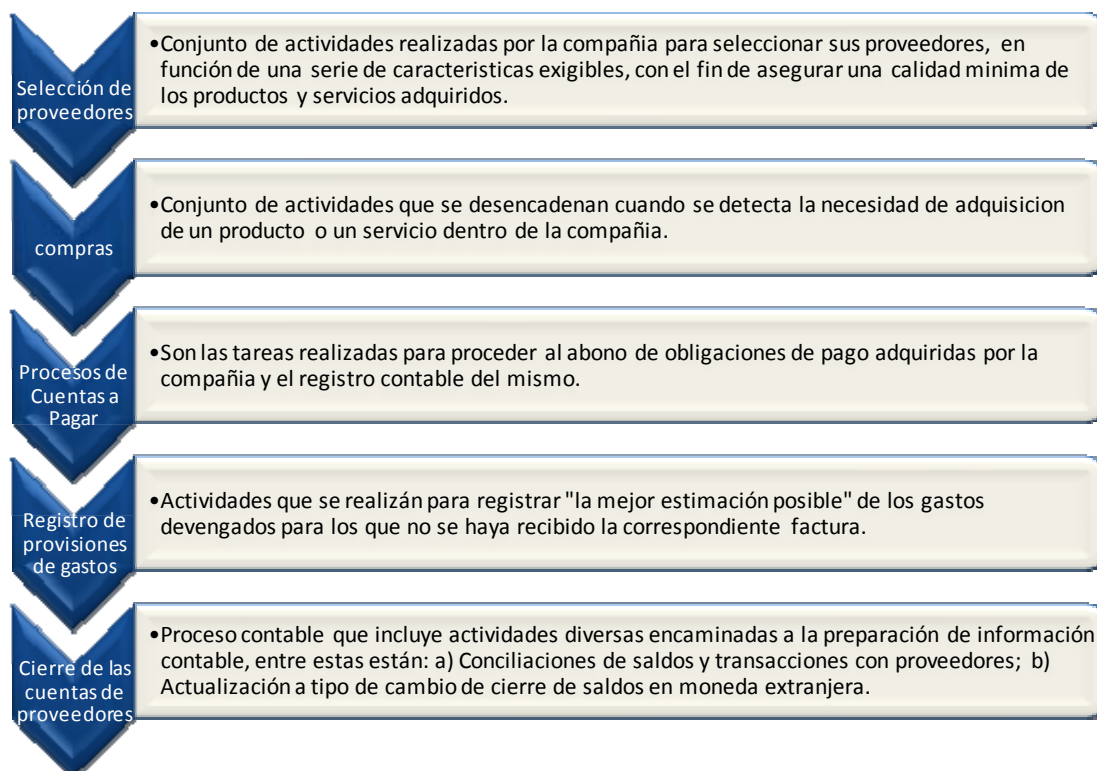 Selección de
proveedores
•Conjunto de actividades realizadas por la compañia para seleccionar sus proveedores, en
función de una serie de caracteristicas exigibles, con el fin de asegurar una calidad minima de
los productos y servicios adquiridos.
compras
•Conjunto de actividades que se desencadenan cuando se detecta la necesidad de adquisicion
de un producto o un servicio dentro de la compañia.
Procesos de
Cuentas a
Pagar
•Son las tareas realizadas para proceder al abono de obligaciones de pago adquiridas por la
compañia y el registro contable del mismo.
Registro de
provisiones
de gastos
•Actividades que se realizán para registrar "la mejor estimación posible" de los gastos
devengados para los que no se haya recibido la correspondiente factura.
Cierre de las
cuentas de
proveedores
•Proceso contable que incluye actividades diversas encaminadas a la preparación de información
contable, entre estas están: a) Conciliaciones de saldos y transacciones con proveedores; b)
Actualización a tipo de cambio de cierre de saldos en moneda extranjera.